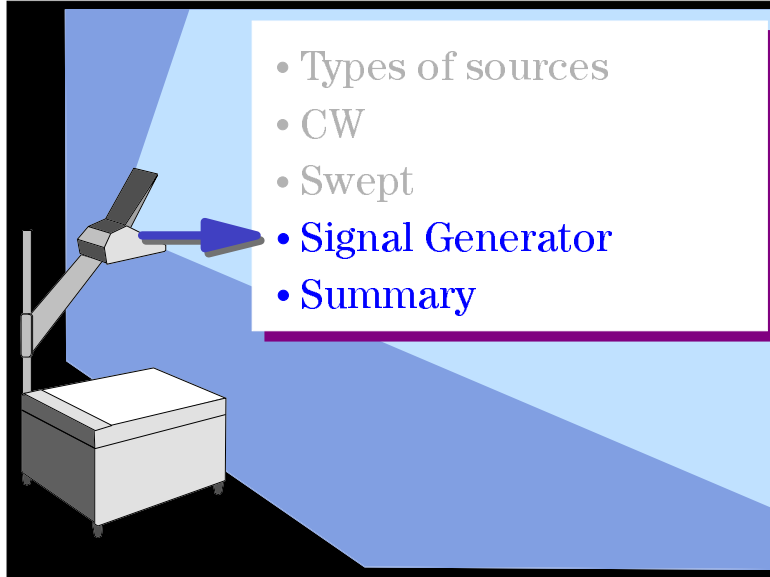 • Types of sources
• CW
• Swept
• Signal Generator
• Summary